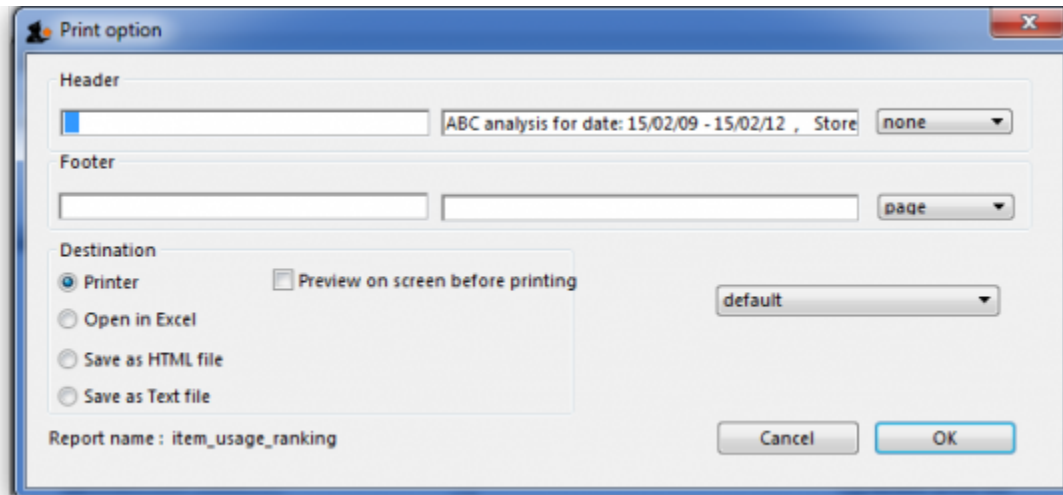 Print option
Header
ABC analysis for date: 15/02/09 - 15/02/12 , Store
none
Footer
page
Destination
Printer
Preview on screen before printing
default
Open in Excel
Save as HTML file
Save as Text file
Report name : item_usage_ranking
Cancel
OK